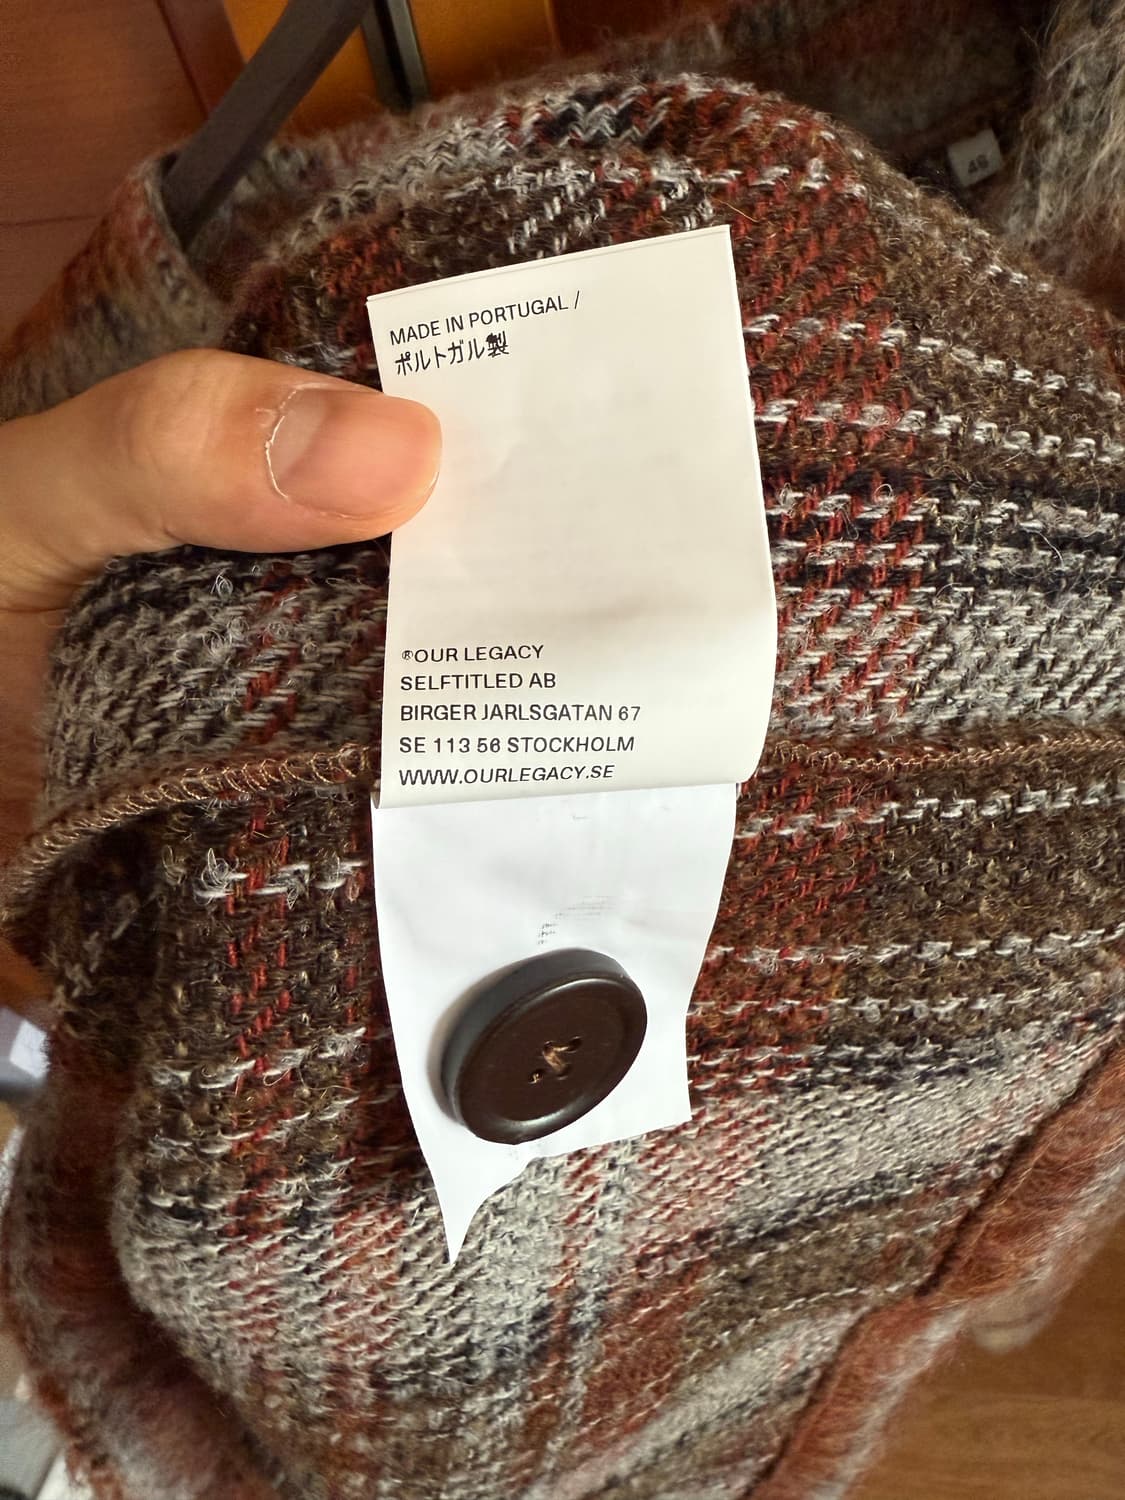 48
MADE IN PORTUGAL /
ポルトガル製
®OUR LEGACY
SELFTITLED AB
BIRGER JARLSGATAN 67
SE 113 56 STOCKHOLM
WWW.OURLEGACY.SE